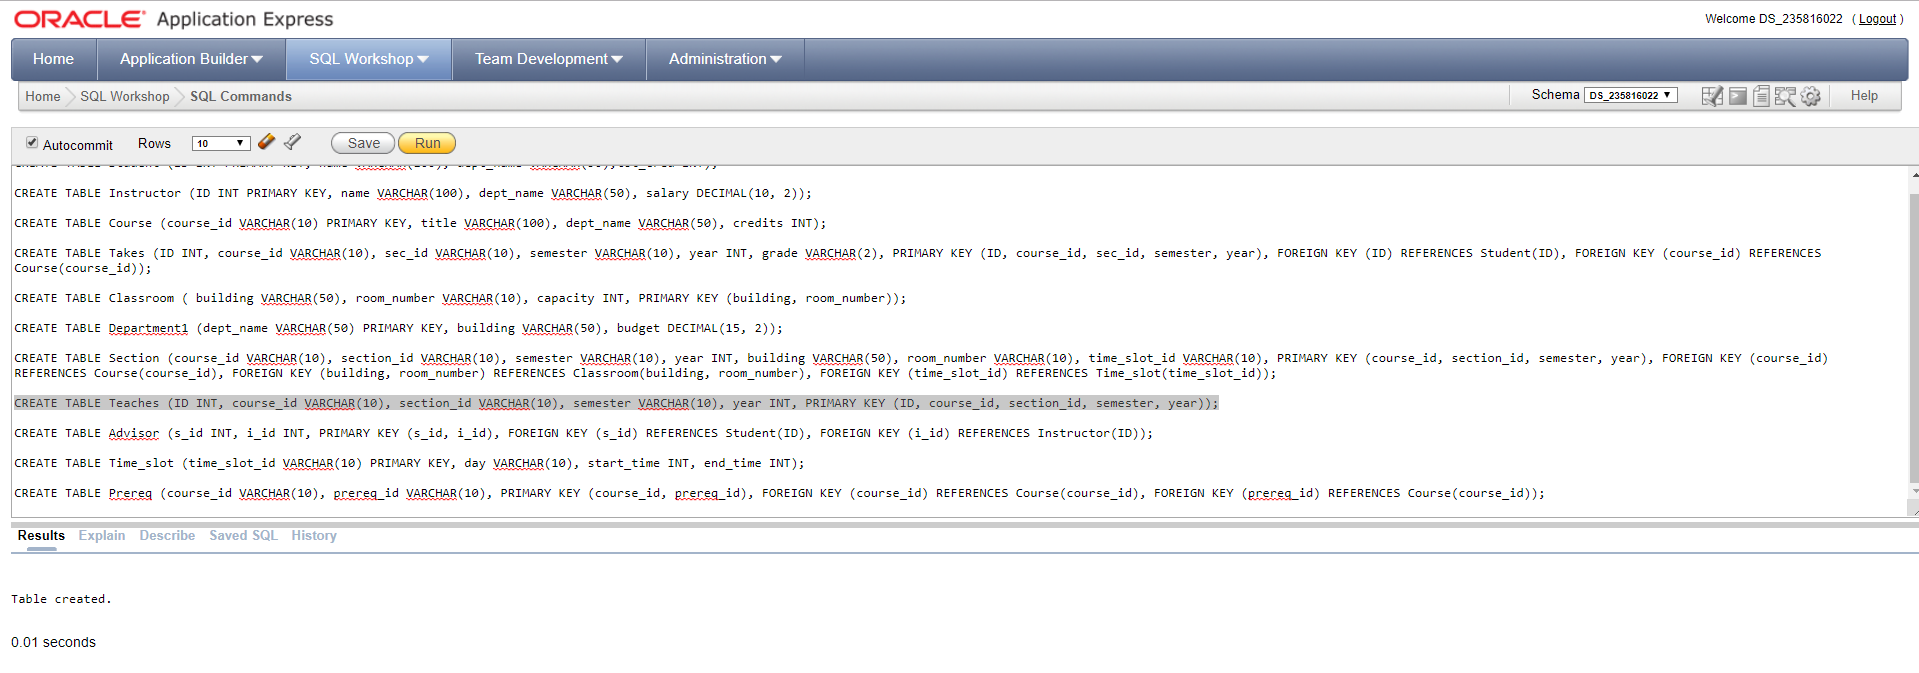 ORACLE Application Express
Welcome DS_235816022 ( Logout )
Home Application Builder SQL Workshop Team Development Administration
Home SQL Workshop SQL Commands Schema DS_235816022 Help
Autocommit Rows 10 Save Run
CREATE TABLE Instructor (ID INT PRIMARY KEY, name VARCHAR(100), dept_name VARCHAR(50), salary DECIMAL(10, 2));
CREATE TABLE Course (course_id VARCHAR(10) PRIMARY KEY, title VARCHAR(100), dept_name VARCHAR(50), credits INT);
CREATE TABLE Takes (ID INT, course_id VARCHAR(10), sec_id VARCHAR(10), semester VARCHAR(10), year INT, grade VARCHAR(2), PRIMARY KEY (ID, course_id, sec_id, semester, year), FOREIGN KEY (ID) REFERENCES Student(ID), FOREIGN KEY (course_id) REFERENCES
Course(course_id));
CREATE TABLE Classroom ( building VARCHAR(50), room_number VARCHAR(10), capacity INT, PRIMARY KEY (building, room_number));
CREATE TABLE Department1 (dept_name VARCHAR(50) PRIMARY KEY, building VARCHAR(50), budget DECIMAL(15, 2));
CREATE TABLE Section (course_id VARCHAR(10), section_id VARCHAR(10), semester VARCHAR(10), year INT, building VARCHAR(50), room_number VARCHAR(10), time_slot_id VARCHAR(10), PRIMARY KEY (course_id, section_id, semester, year), FOREIGN KEY (course_id)
REFERENCES Course(course_id), FOREIGN KEY (building, room_number) REFERENCES Classroom(building, room_number), FOREIGN KEY (time_slot_id) REFERENCES Time_slot(time_slot_id));
CREATE TABLE Teaches (ID INT, course_id VARCHAR(10), section_id VARCHAR(10), semester VARCHAR(10), year INT, PRIMARY KEY (ID, course_id, section_id, semester, year));
CREATE TABLE Advisor (s_id INT, i_id INT, PRIMARY KEY (s_id, i_id), FOREIGN KEY (s_id) REFERENCES Student(ID), FOREIGN KEY (i_id) REFERENCES Instructor(ID));
CREATE TABLE Time_slot (time_slot_id VARCHAR(10) PRIMARY KEY, day VARCHAR(10), start_time INT, end_time INT);
CREATE TABLE Prereq (course_id VARCHAR(10), prereq_id VARCHAR(10), PRIMARY KEY (course_id, prereq_id), FOREIGN KEY (course_id) REFERENCES Course(course_id), FOREIGN KEY (prereq_id) REFERENCES Course(course_id));
Results Explain Describe Saved SQL History
Table created.
0.01 seconds